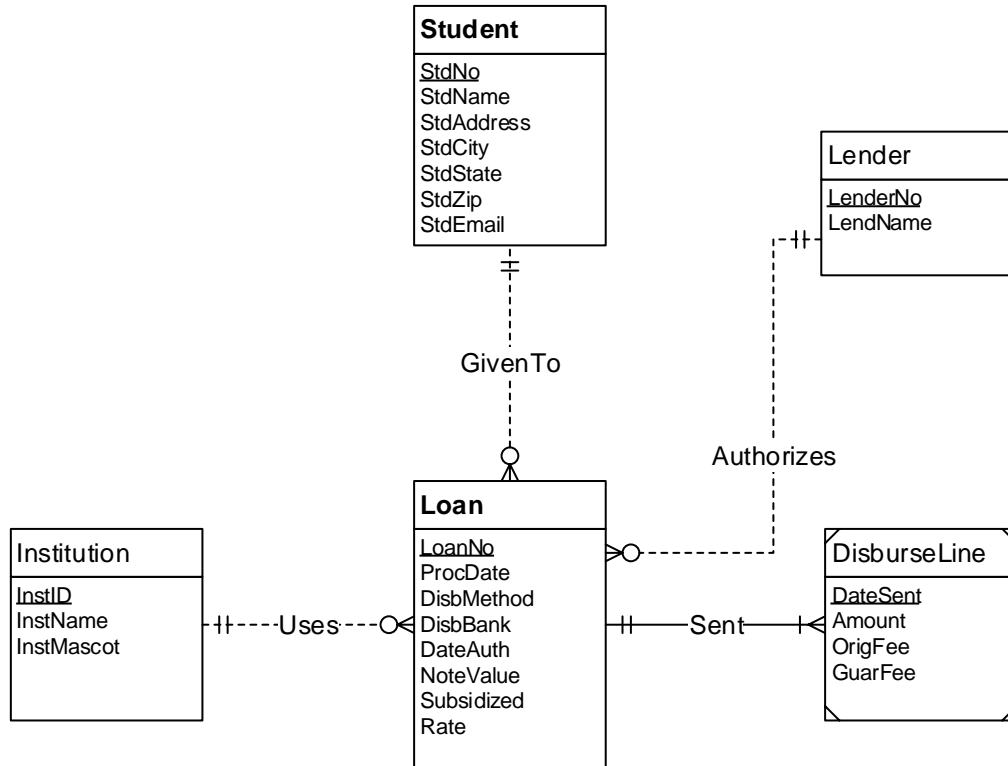 Student
StdNo
StdName
StdAddress
StdCity
StdState
StdZip
StdEmail
Lender
LenderNo
LendName
GivenTo
Authorizes
Institution
InstID
InstName
InstMascot
Uses
Loan
LoanNo
ProcDate
DisbMethod
DisbBank
DateAuth
NoteValue
Subsidized
Rate
Sent
DisburseLine
DateSent
Amount
OrigFee
GuarFee